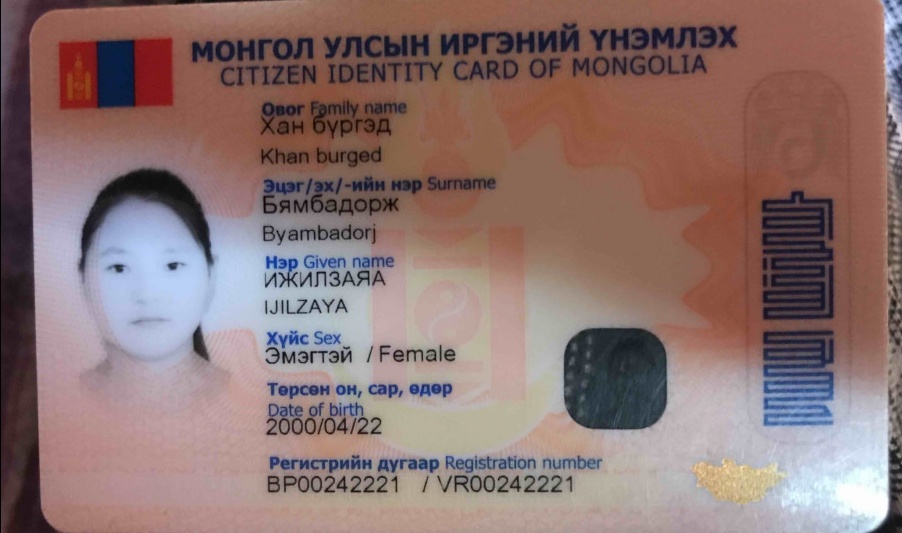 МОНГОЛ УЛСЫН ИРГЭНИЙ ҮНЭМЛЭХ
CITIZEN IDENTITY CARD OF MONGOLIA
Овог Family name
Хан бүргэд
Khan burged
Эцэг/эх/-ийн нэр Surname
Бямбадорж
Byambadorj
Нэр Given name
ИЖИЛЗАЯА
IJILZAYA
Хүйс Sex
Эмэгтэй / Female
Төрсөн он, сар, өдөр
Date of birth
2000/04/22
Регистрийн дугаар Registration number
ВР00242221 / VR00242221